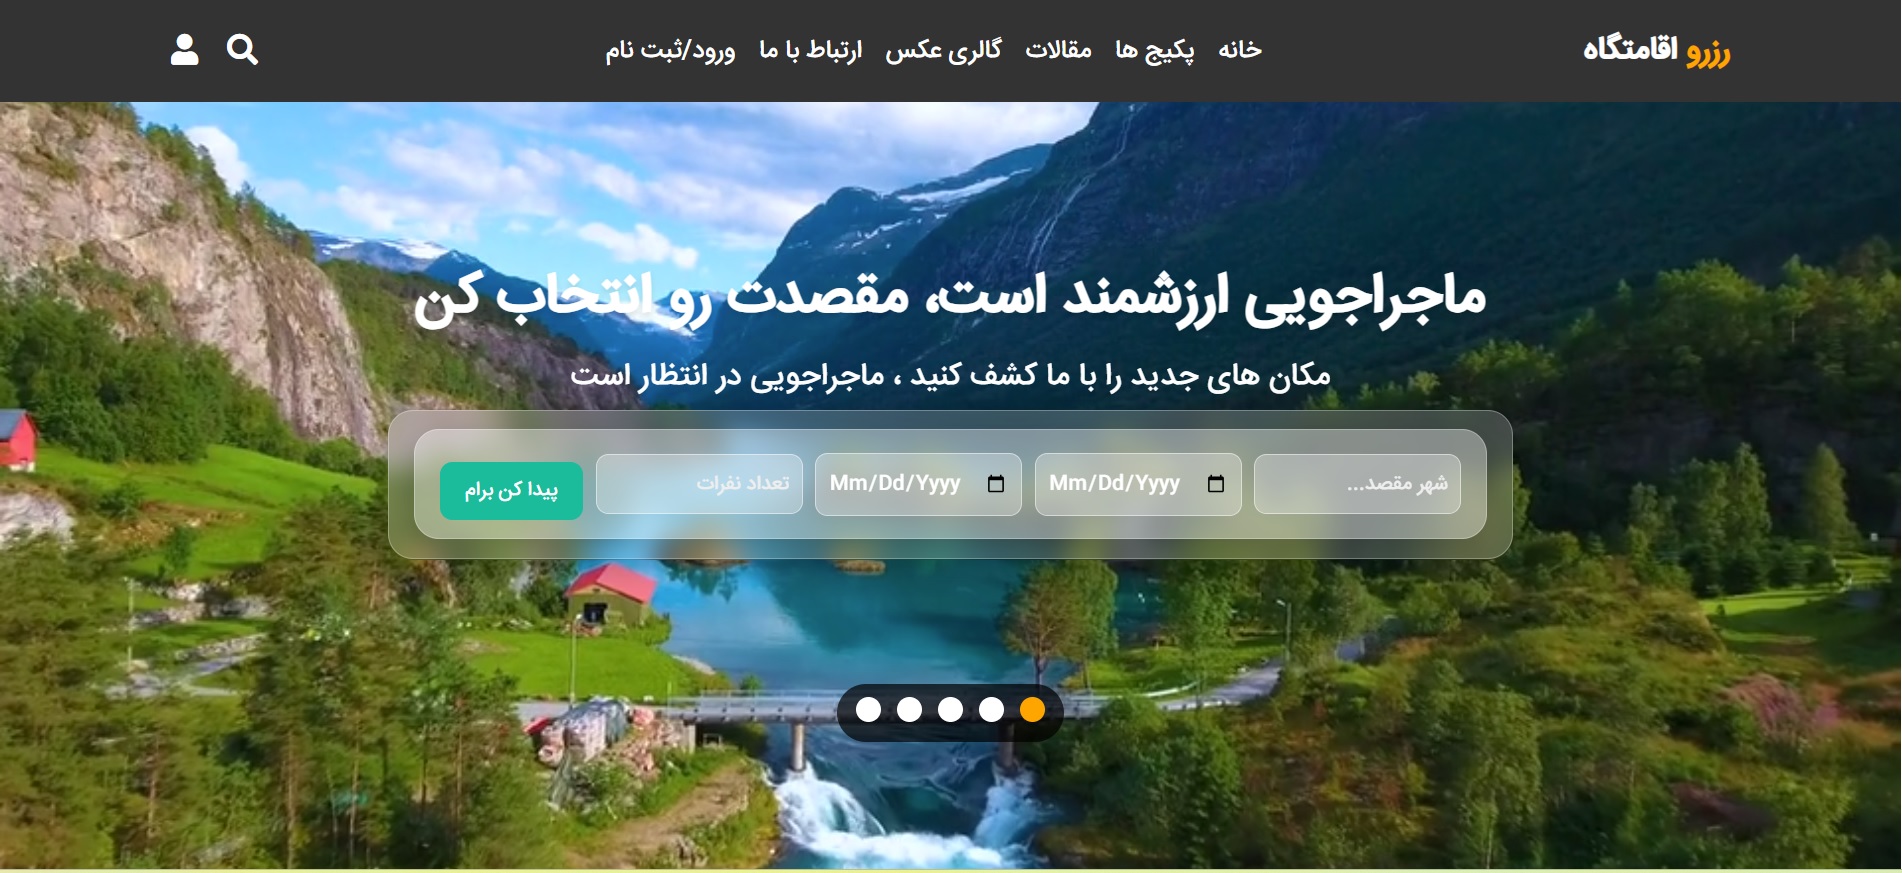 رزرو اقامتگاه
خانه پکیج ها مقالات گالری عکس ارتباط با ما ورود/ثبت نام
ماجراجویی ارزشمند است، مقصدت رو انتخاب کن
مکان های جدید را با ما کشف کنید ، ماجراجویی در انتظار است
شهر مقصد... Mm/Dd/Yyyy Mm/Dd/Yyyy تعداد نفرات پیدا کن برام